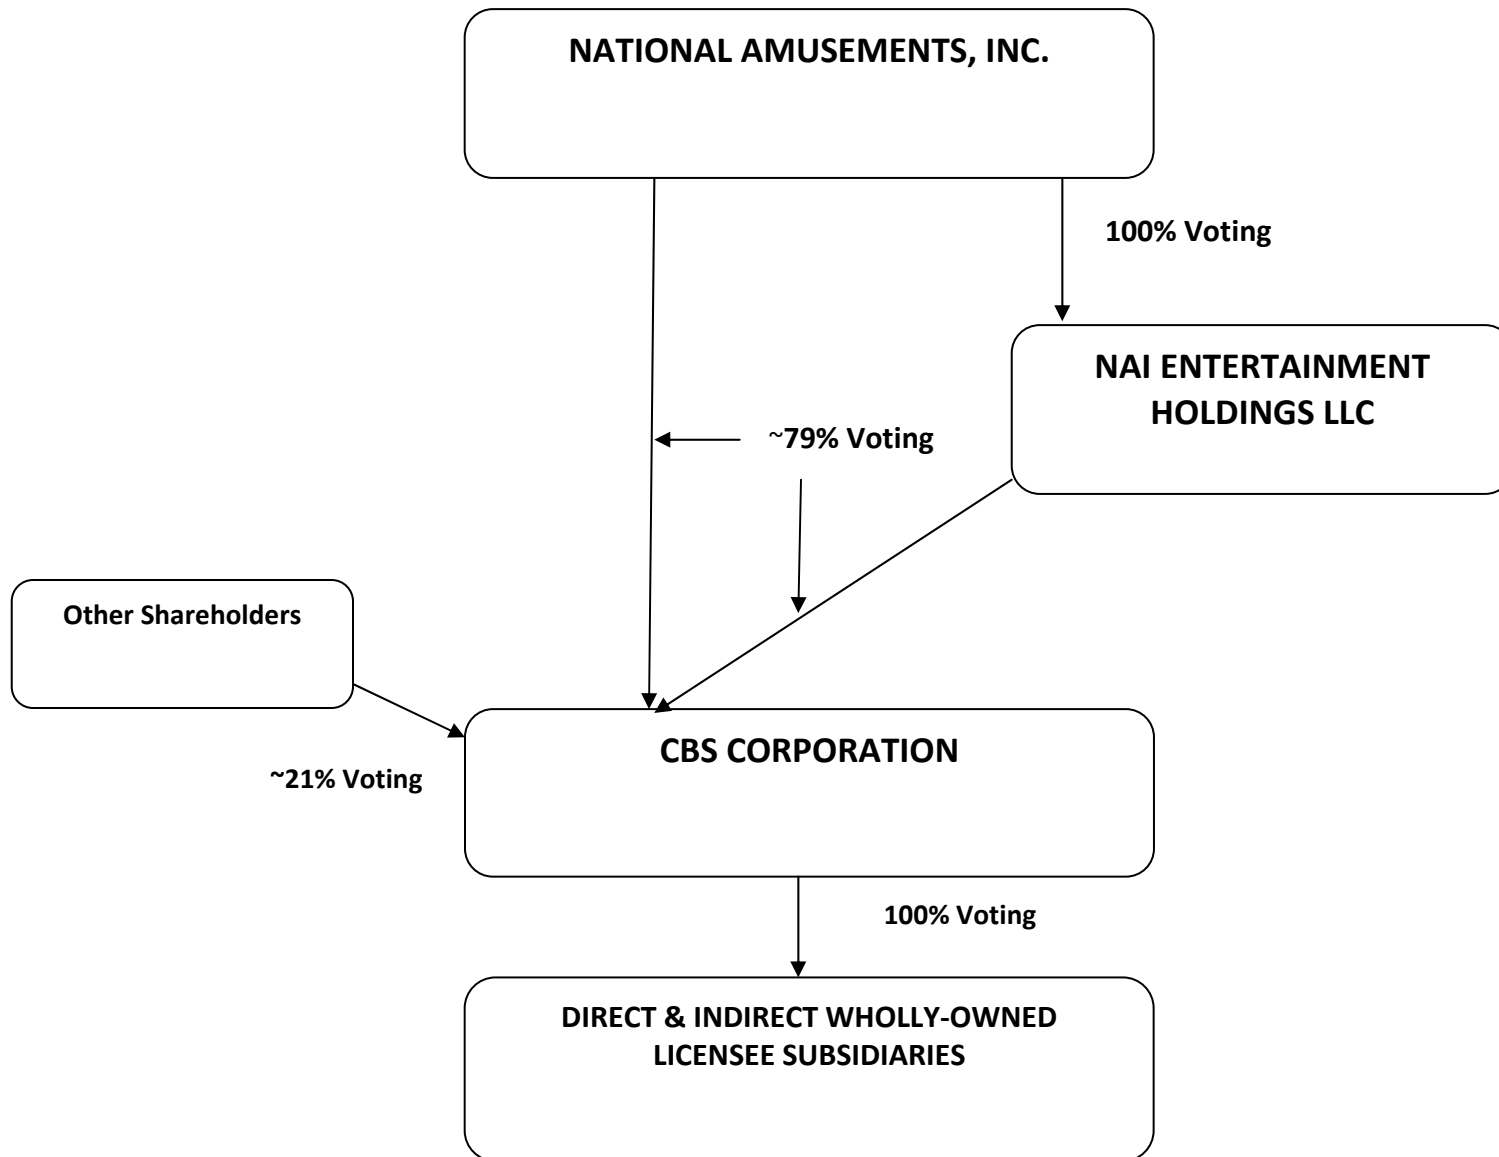 NATIONAL AMUSEMENTS, INC.
100% Voting
NAI ENTERTAINMENT
HOLDINGS LLC
~79% Voting
Other Shareholders
~21% Voting
CBS CORPORATION
100% Voting
DIRECT & INDIRECT WHOLLY-OWNED
LICENSEE SUBSIDIARIES